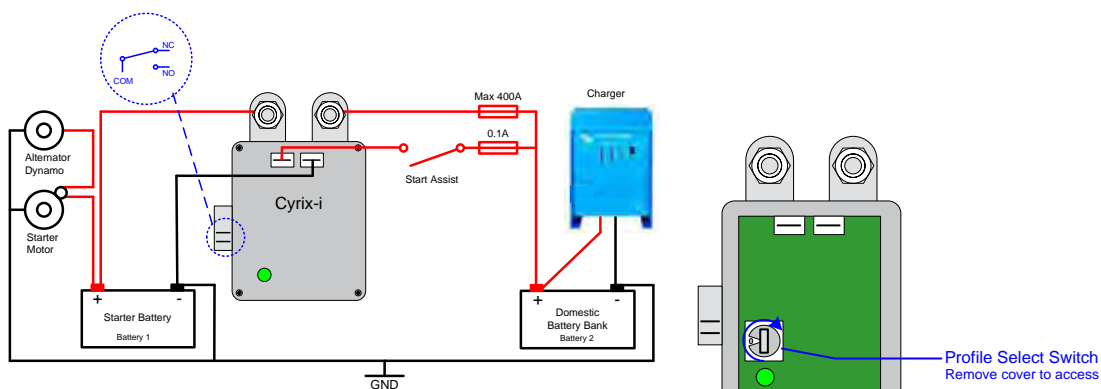 NC
COM
NO
Max 400A
Charger
0.1A
Alternator
Dynamo
Start Assist
Cyrix-i
Starter
Motor
+ -
Starter Battery
Battery 1
+ -
Domestic
Battery Bank
Battery 2
GND
0
Profile Select Switch
Remove cover to access